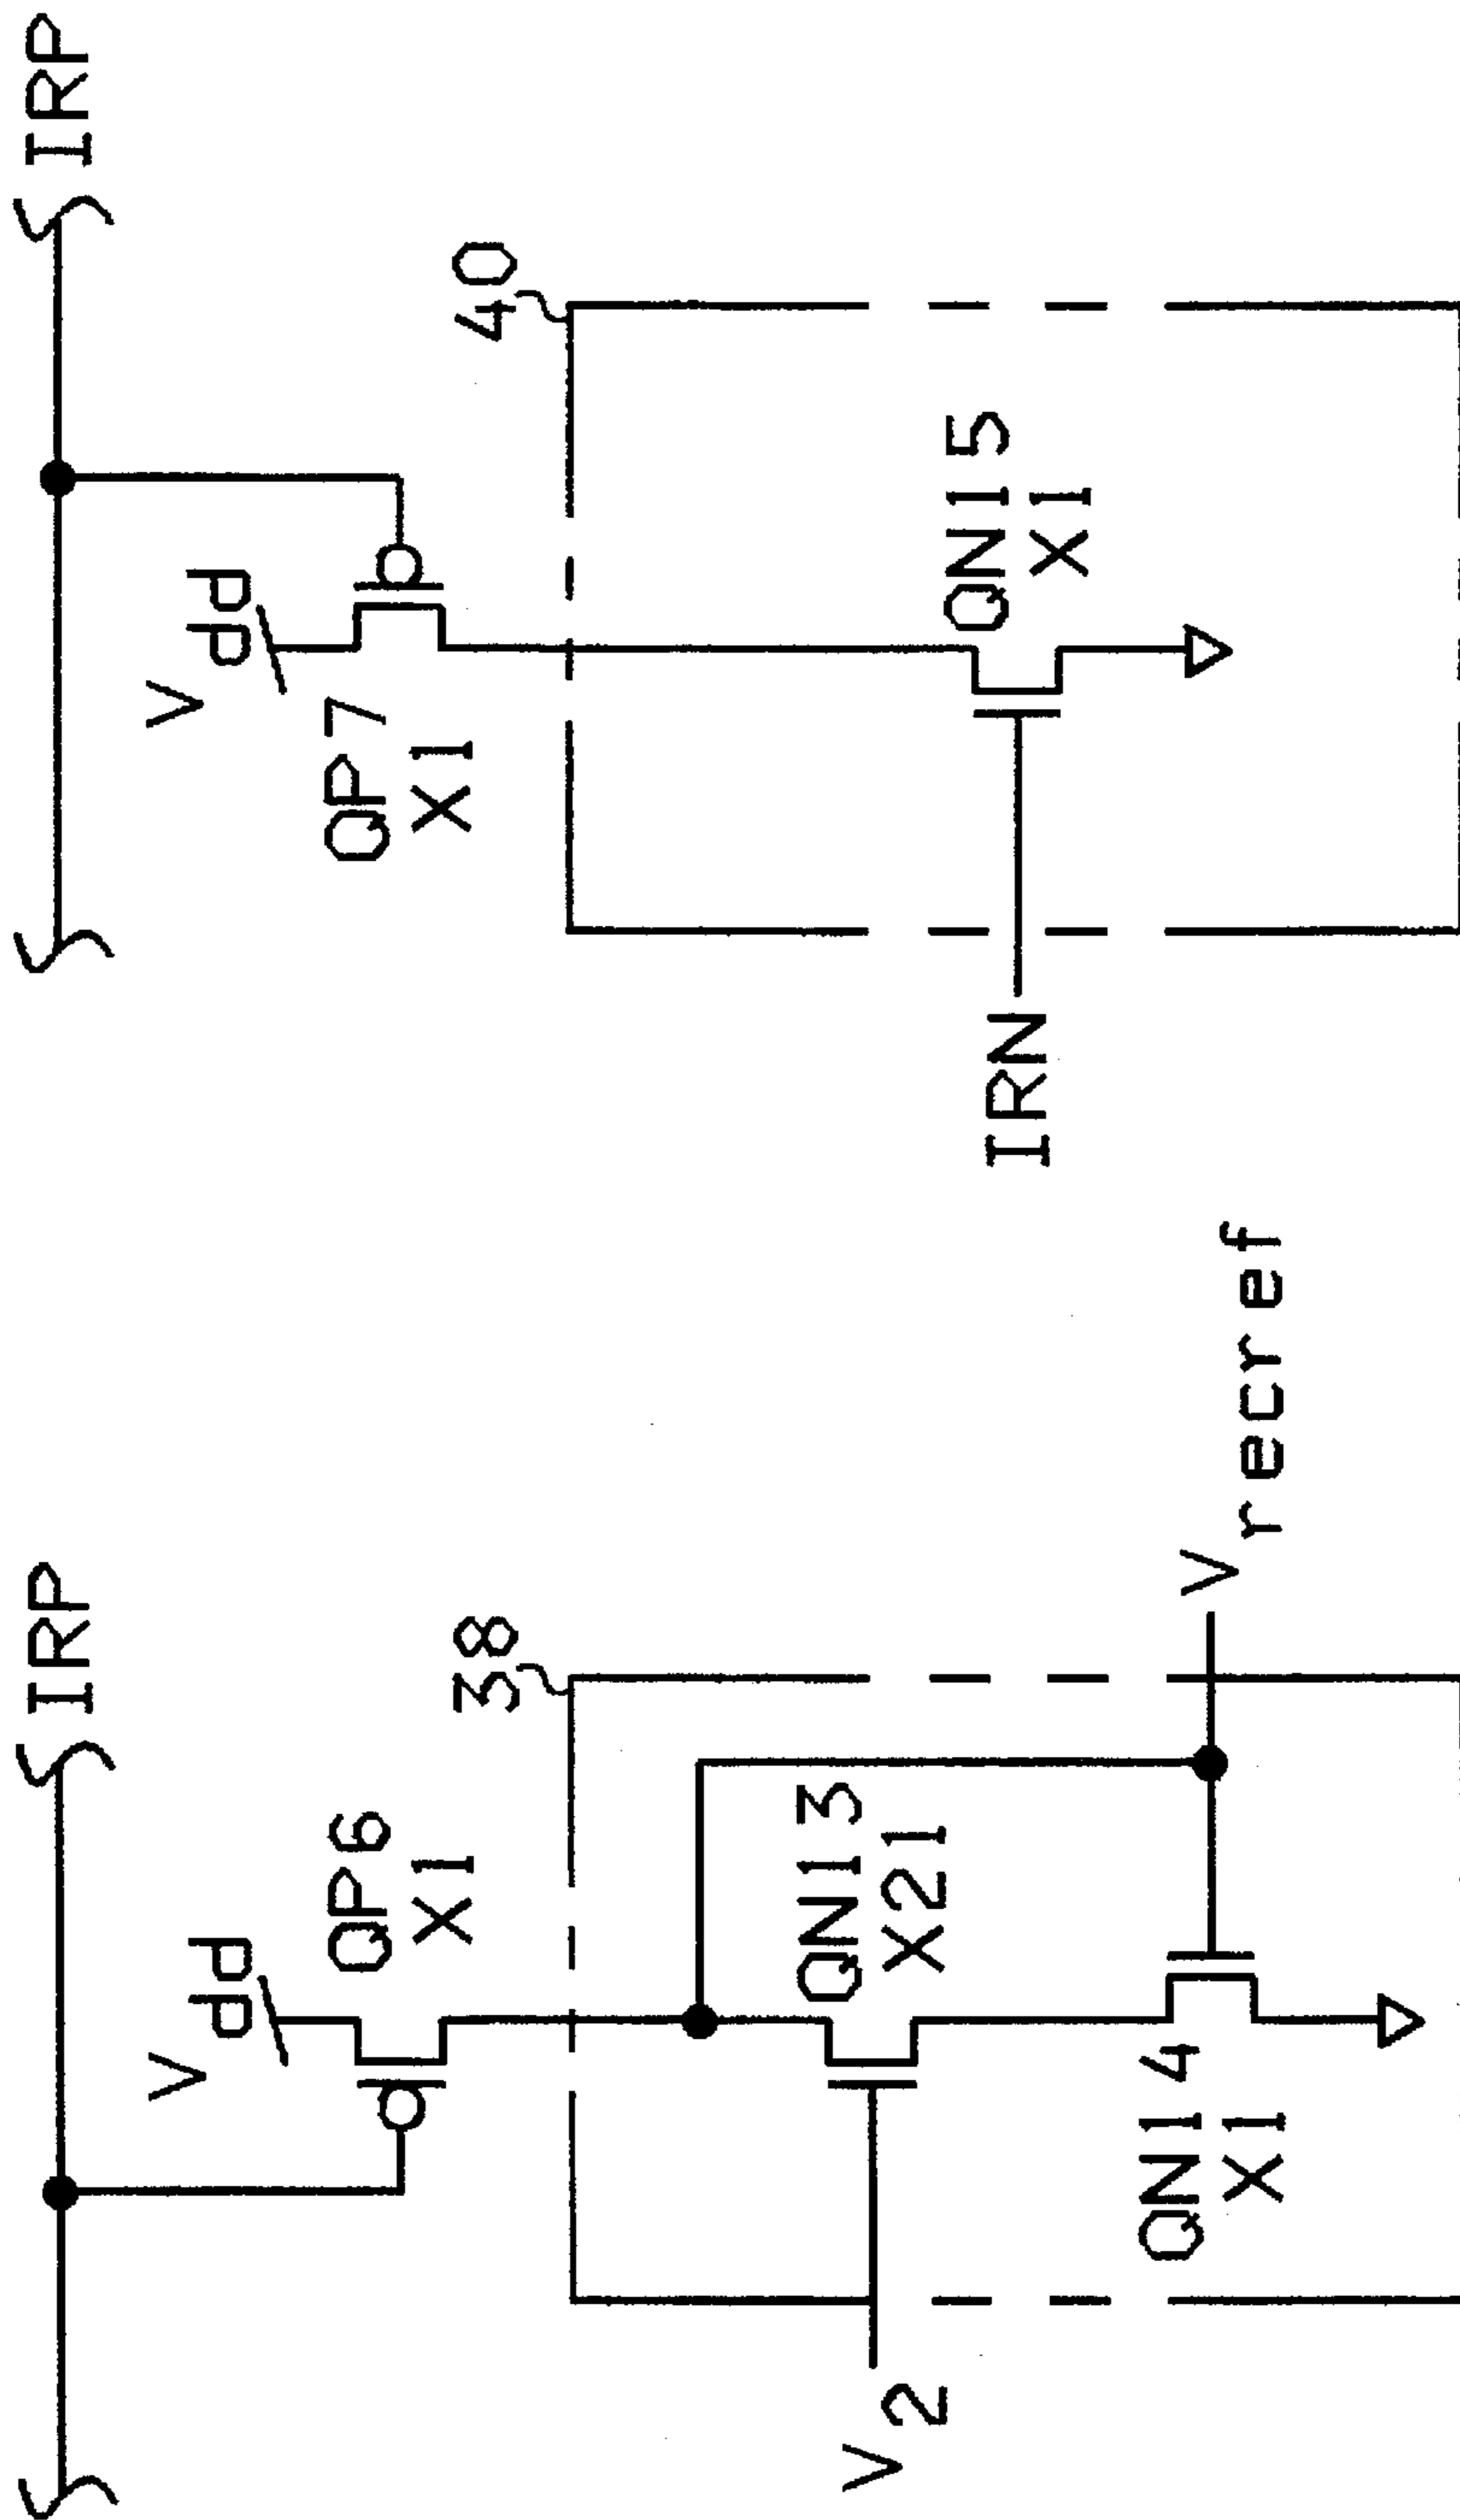 IRP
Vdd
QP6
X1
38
V2
QN13
X21
QN14
X1
Vrecref
IRP
Vdd
QP7
X1
40
IRN
QN15
X1